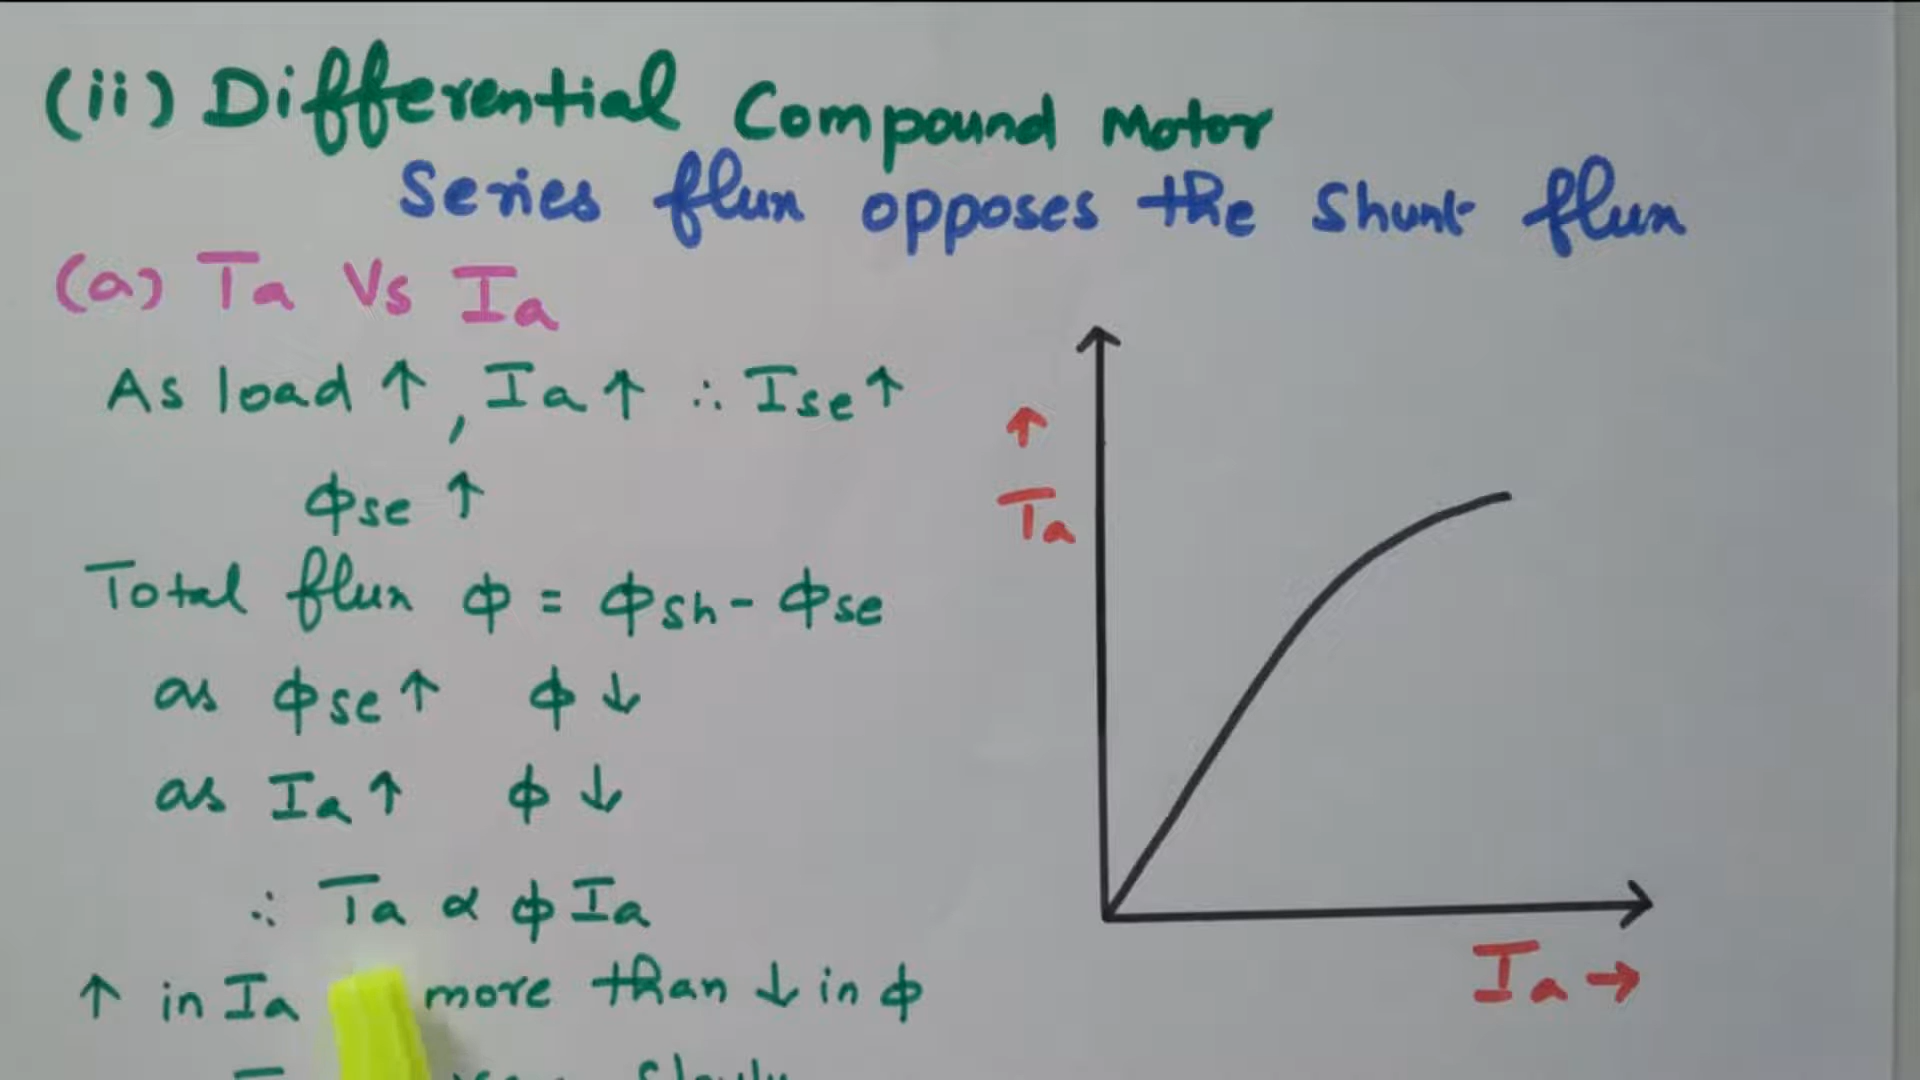 (ii) Differential Compound Motor
Series flux opposes the shunt flux
(a) Ta Vs Ia
As load ↑, Ia ↑ ∴ Ise ↑
ϕse ↑
Total flux ϕ = ϕsh - ϕse
as ϕse ↑ ϕ ↓
as Ia ↑ ϕ ↓
∴ Ta α ϕ Ia
↑ in Ia more than ↓ in ϕ
slowly
↑
Ta
Ia →